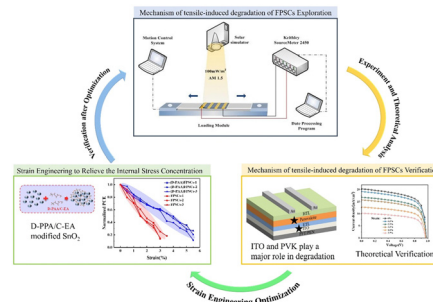 Mechanism of tensile-induced degradation of FPSCs Exploration
Motion Control
System
Solar
simulator
Keithley
SourceMeter 2450
100mW/cm²
AM 1.5
Loading Module
Date Processing
Program
Verification after Optimization
Experiment and Theoretical Analysis
Strain Engineering to Relieve the Internal Stress Concentration
D-PPA/C-EA
modified SnO₂
Normalized PCE
Strain(%)
Mechanism of tensile-induced degradation of FPSCs Verification
ITO and PVK play a
major role in degradation
Theoretical Verification
Voltage(V)
Strain Engineering Optimization